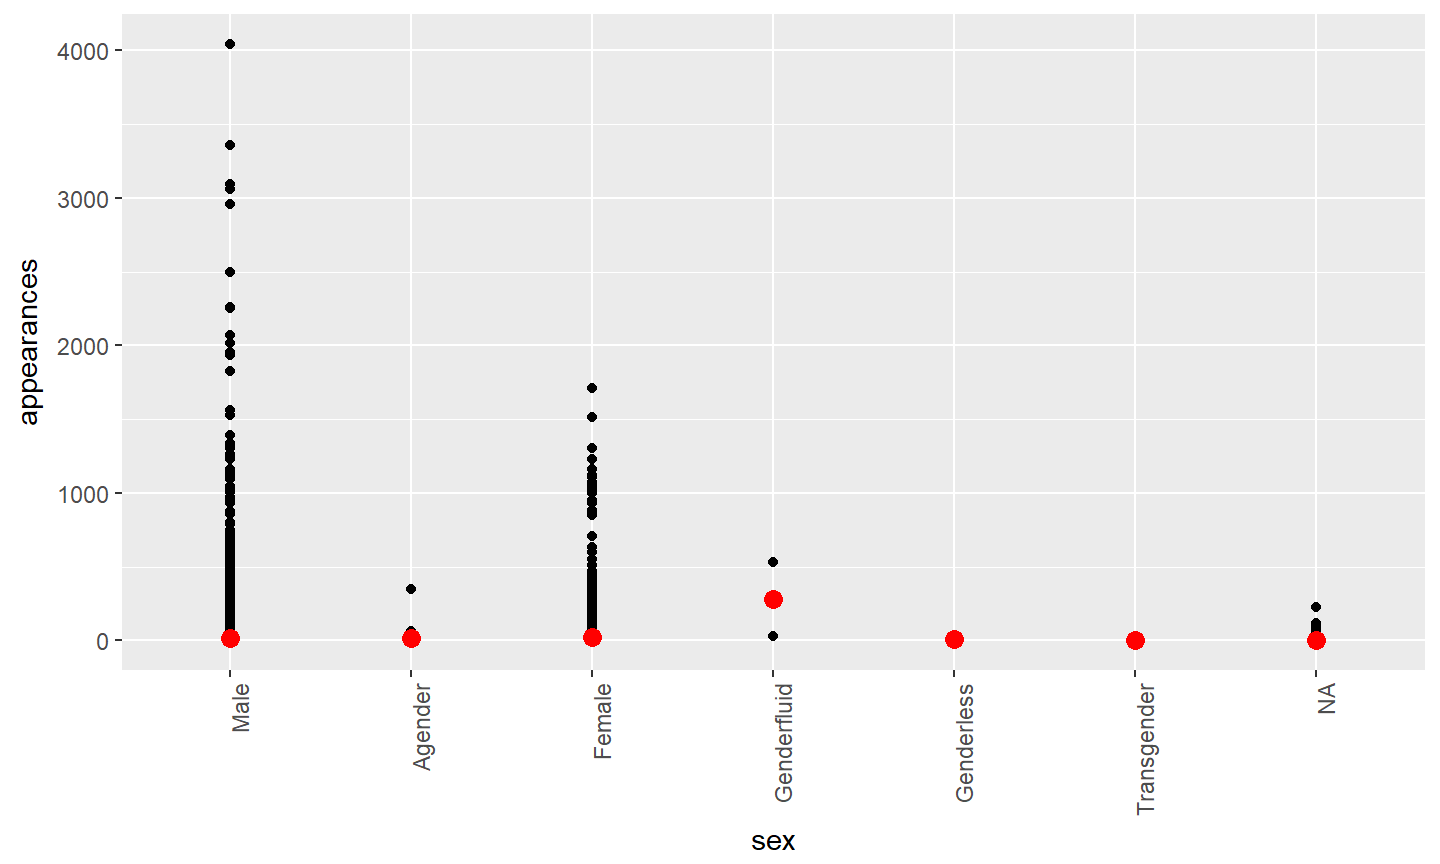 4000
3000
2000
1000
0
appearances
Male
Agender
Female
Genderfluid
Genderless
Transgender
NA
sex